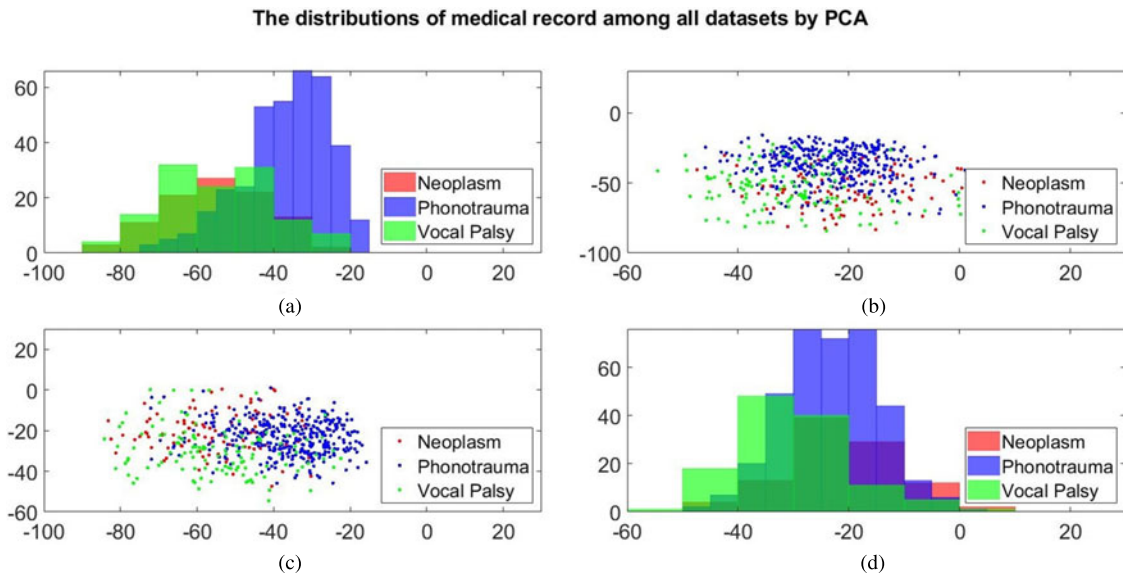 The distributions of medical record among all datasets by PCA
60
40
20
0
-100 -80 -60 -40 -20 0 20
Neoplasm
Phonotrauma
Vocal Palsy
(a)
0
-50
-100
-60 -40 -20 0 20
Neoplasm
Phonotrauma
Vocal Palsy
(b)
20
0
-20
-40
-60
-100 -80 -60 -40 -20 0 20
Neoplasm
Phonotrauma
Vocal Palsy
(c)
60
40
20
0
-60 -40 -20 0 20
Neoplasm
Phonotrauma
Vocal Palsy
(d)